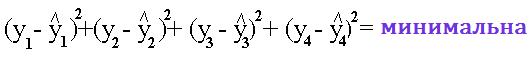 (y₁ - ŷ₁)² + (y₂ - ŷ₂)² + (y₃ - ŷ₃)² + (y₄ - ŷ₄)² = минимальна